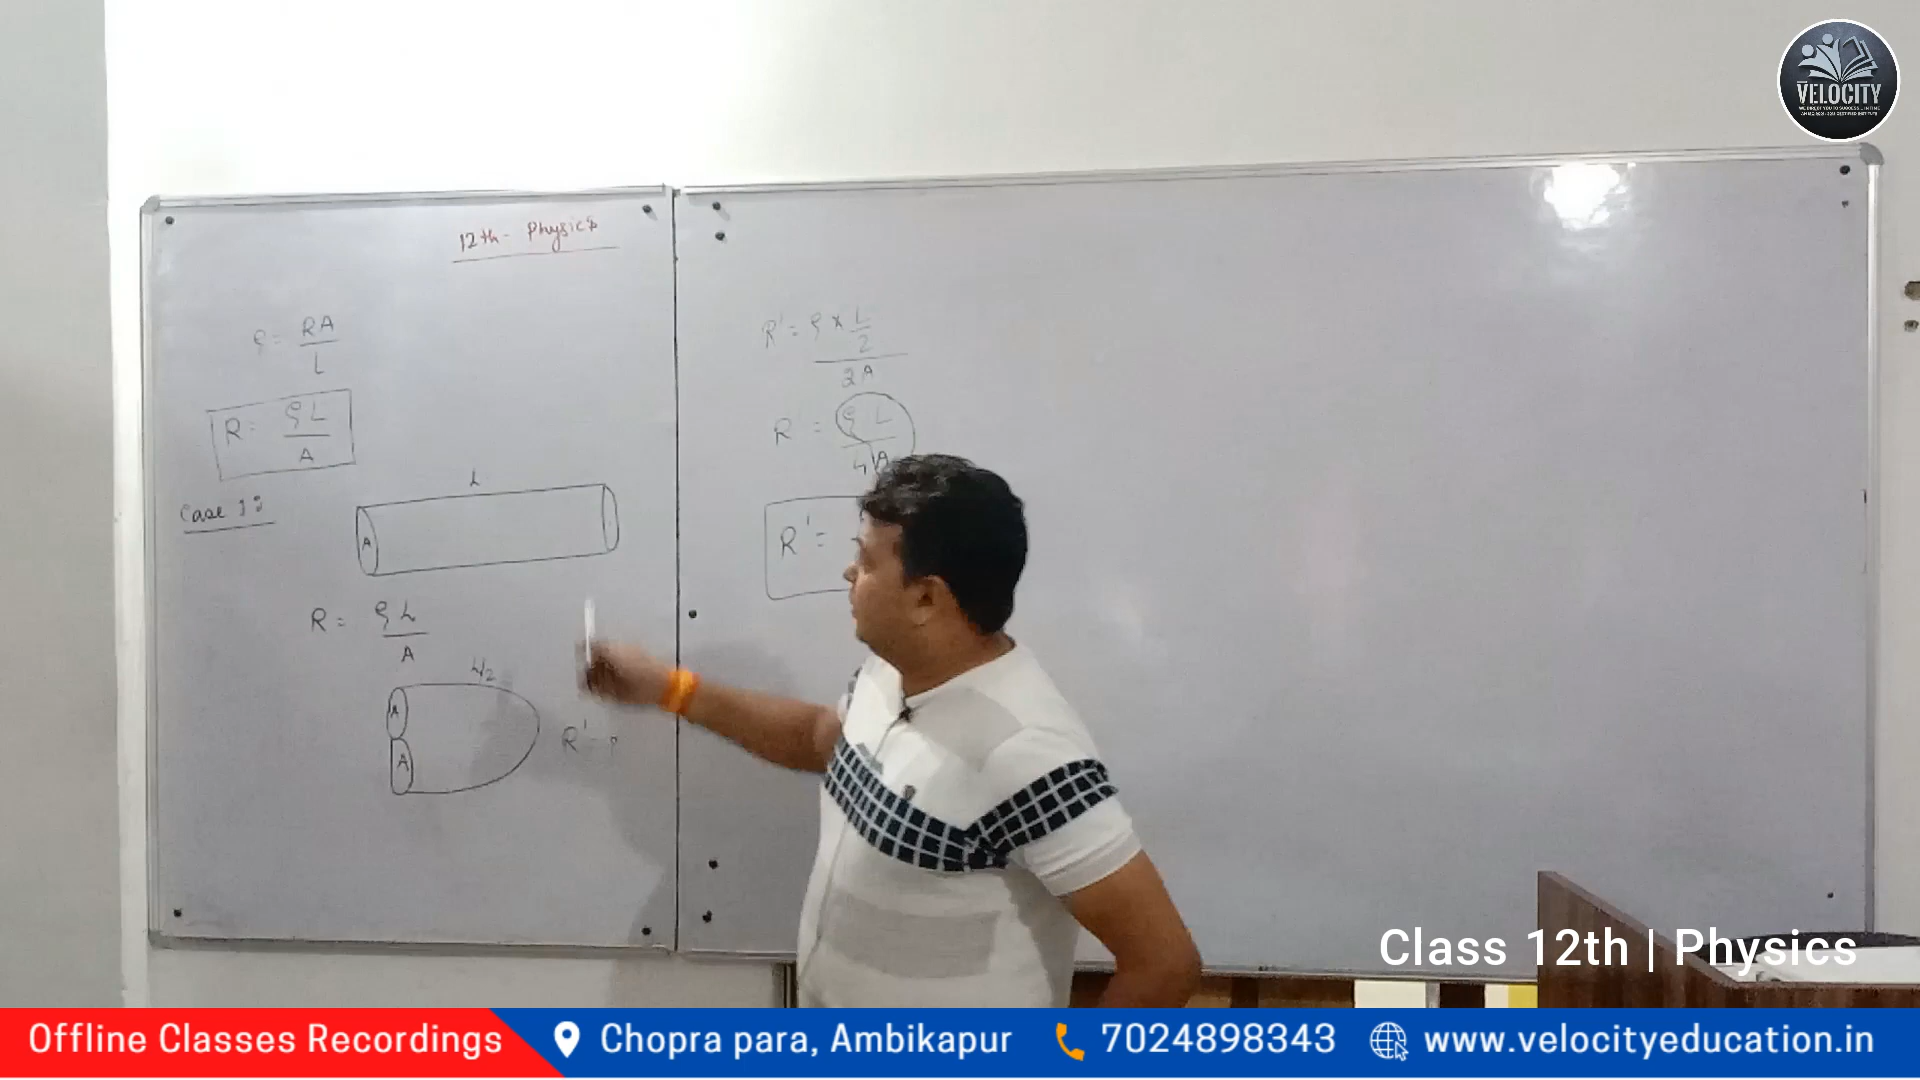 VELOCITY
12th - Physics
ρ = RA / L
R = ρL / A
Case 1:
L
A
R = ρL / A
L/2
A
A
R' = ρ
R' = ρ × L/2 / 2A
R = ρL / 4A
R' =
Class 12th | Physics
Offline Classes Recordings
Chopra para, Ambikapur
7024898343
www.velocityeducation.in